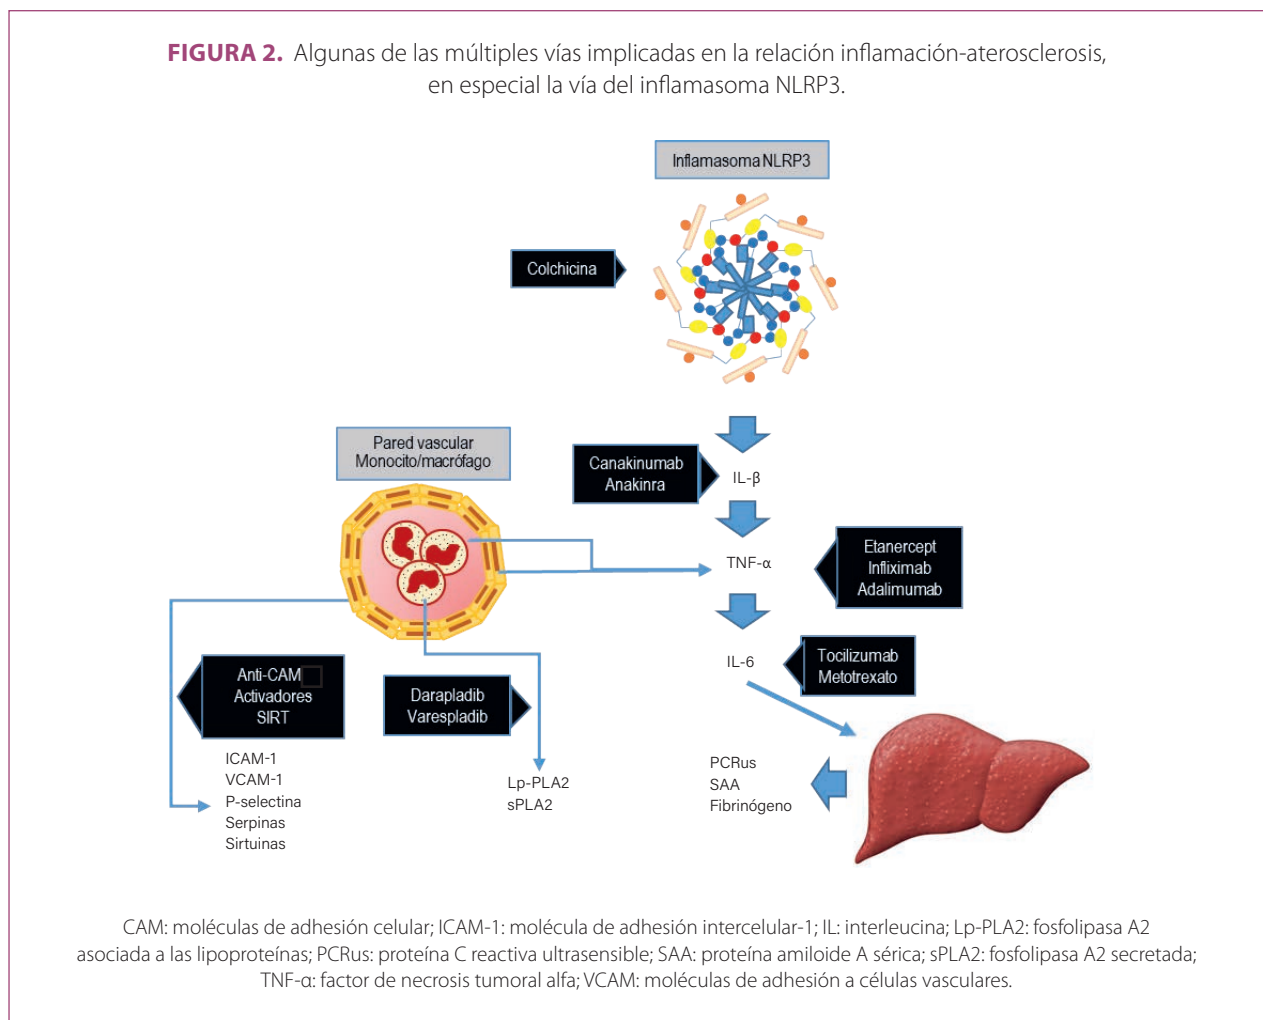 FIGURA 2. Algunas de las múltiples vías implicadas en la relación inflamación-aterosclerosis,
en especial la vía del inflamasoma NLRP3.
Inflamasoma NLRP3
Colchicina
Pared vascular
Monocito/macrófago
Canakinumab
Anakinra
IL-β
TNF-α
Etanercept
Infliximab
Adalimumab
IL-6
Tocilizumab
Metotrexato
Anti-CAM
Activadores
SIRT
Darapladib
Varespladib
ICAM-1
VCAM-1
P-selectina
Serpinas
Sirtuinas
Lp-PLA2
sPLA2
PCRus
SAA
Fibrinógeno
CAM: moléculas de adhesión celular; ICAM-1: molécula de adhesión intercelular-1; IL: interleucina; Lp-PLA2: fosfolipasa A2
asociada a las lipoproteínas; PCRus: proteína C reactiva ultrasensible; SAA: proteína amiloide A sérica; sPLA2: fosfolipasa A2 secretada;
TNF-α: factor de necrosis tumoral alfa; VCAM: moléculas de adhesión a células vasculares.